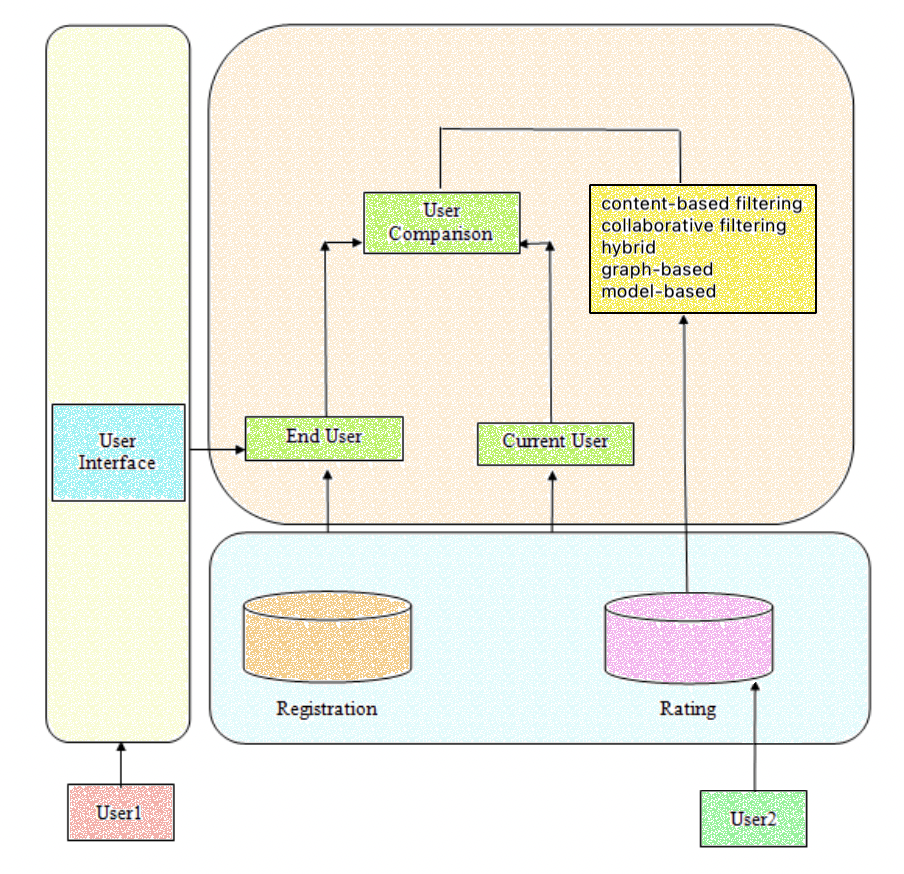 User
Comparison
content-based filtering
collaborative filtering
hybrid
graph-based
model-based
User
Interface
End User
Current User
Registration
Rating
User1
User2